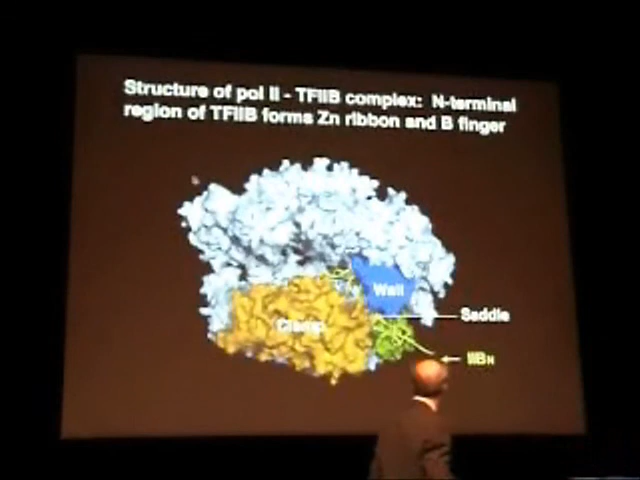 Structure of pol II - TFIIB complex: N-terminal
region of TFIIB forms Zn ribbon and B finger
Wall
Saddle
Clamp
IIBN